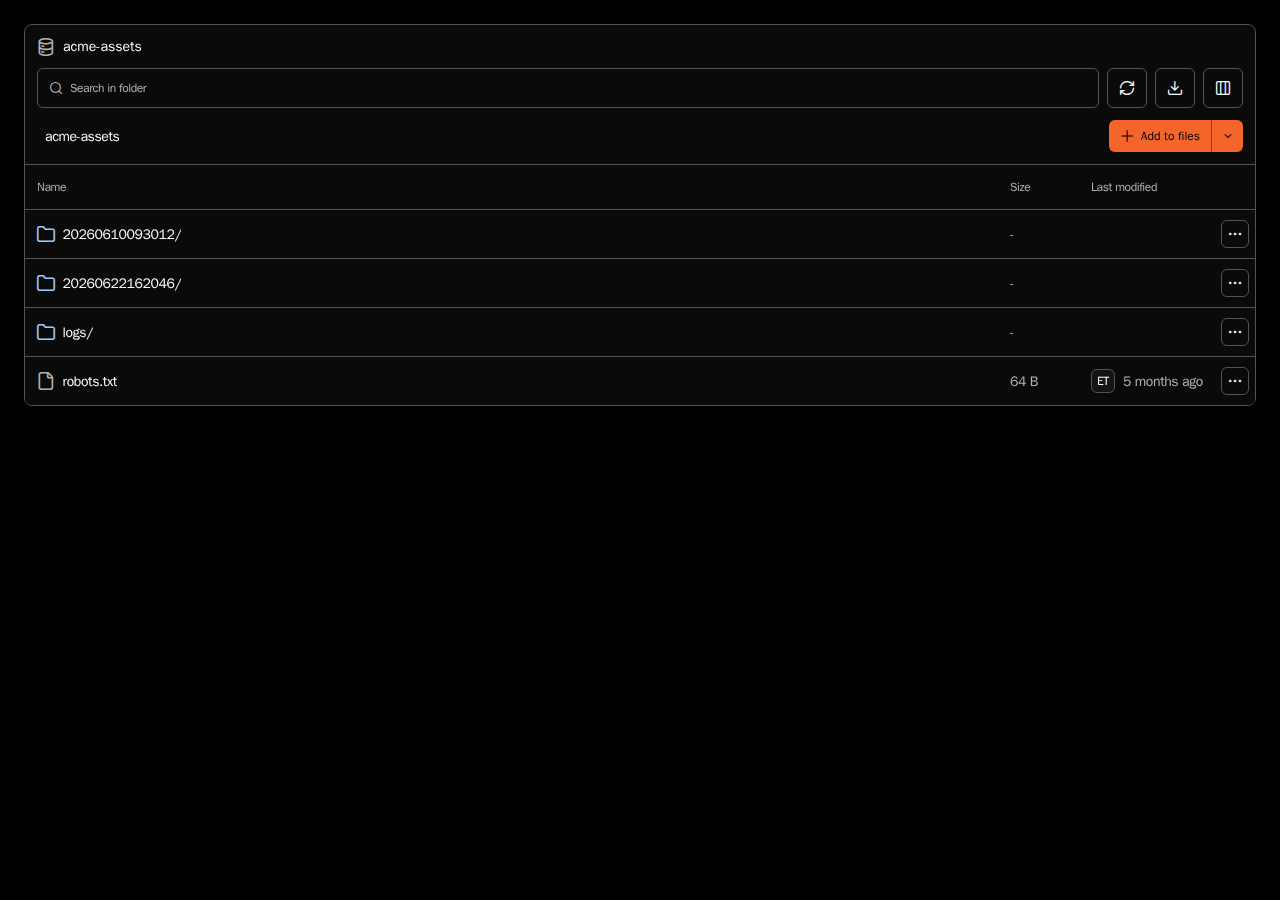 acme-assets
Search in folder
acme-assets
Add to files
Name Size Last modified
20260610093012/ -
20260622162046/ -
logs/ -
robots.txt 64 B ET 5 months ago